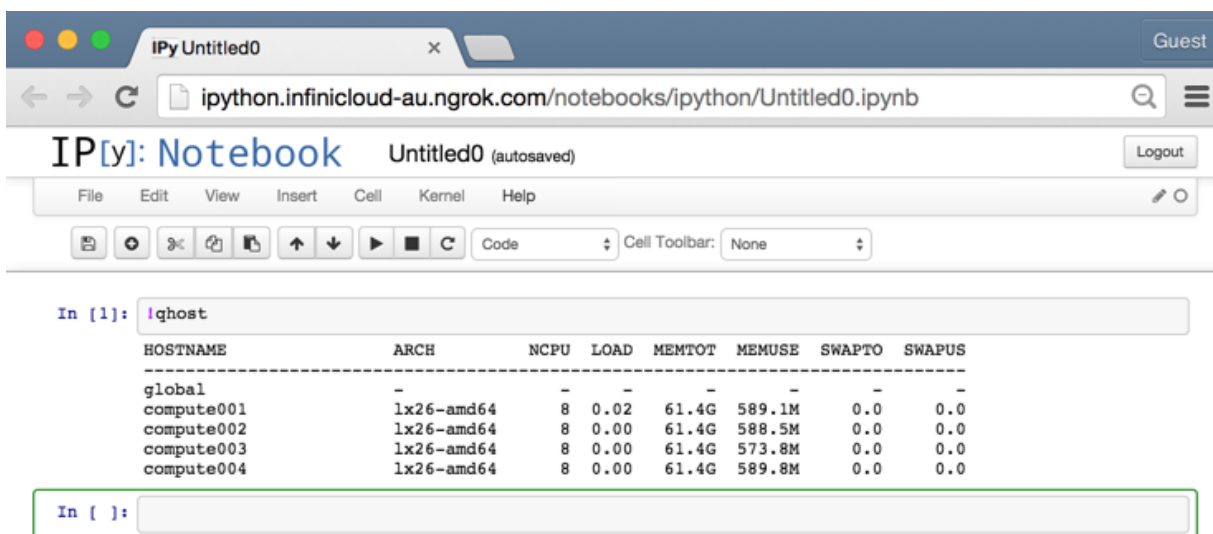 IPy Untitled0 ×
Guest
ipython.infinicloud-au.ngrok.com/notebooks/ipython/Untitled0.ipynb
IP[y]: Notebook Untitled0 (autosaved) Logout
File Edit View Insert Cell Kernel Help
Code Cell Toolbar: None
In [1]: !qhost
HOSTNAME ARCH NCPU LOAD MEMTOT MEMUSE SWAPTO SWAPUS
-------------------------------------------------------------------------------
global - - - - - - -
compute001 lx26-amd64 8 0.02 61.4G 589.1M 0.0 0.0
compute002 lx26-amd64 8 0.00 61.4G 588.5M 0.0 0.0
compute003 lx26-amd64 8 0.00 61.4G 573.8M 0.0 0.0
compute004 lx26-amd64 8 0.00 61.4G 589.8M 0.0 0.0
In [ ]: